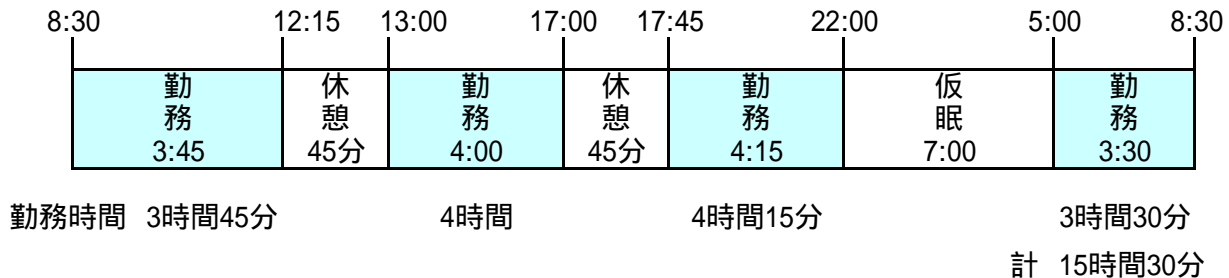 8:30 12:15 13:00 17:00 17:45 22:00 5:00 8:30
勤務 休憩 勤務 休憩 勤務 仮眠 勤務
3:45 45分 4:00 45分 4:15 7:00 3:30
勤務時間 3時間45分 4時間 4時間15分 3時間30分
計 15時間30分